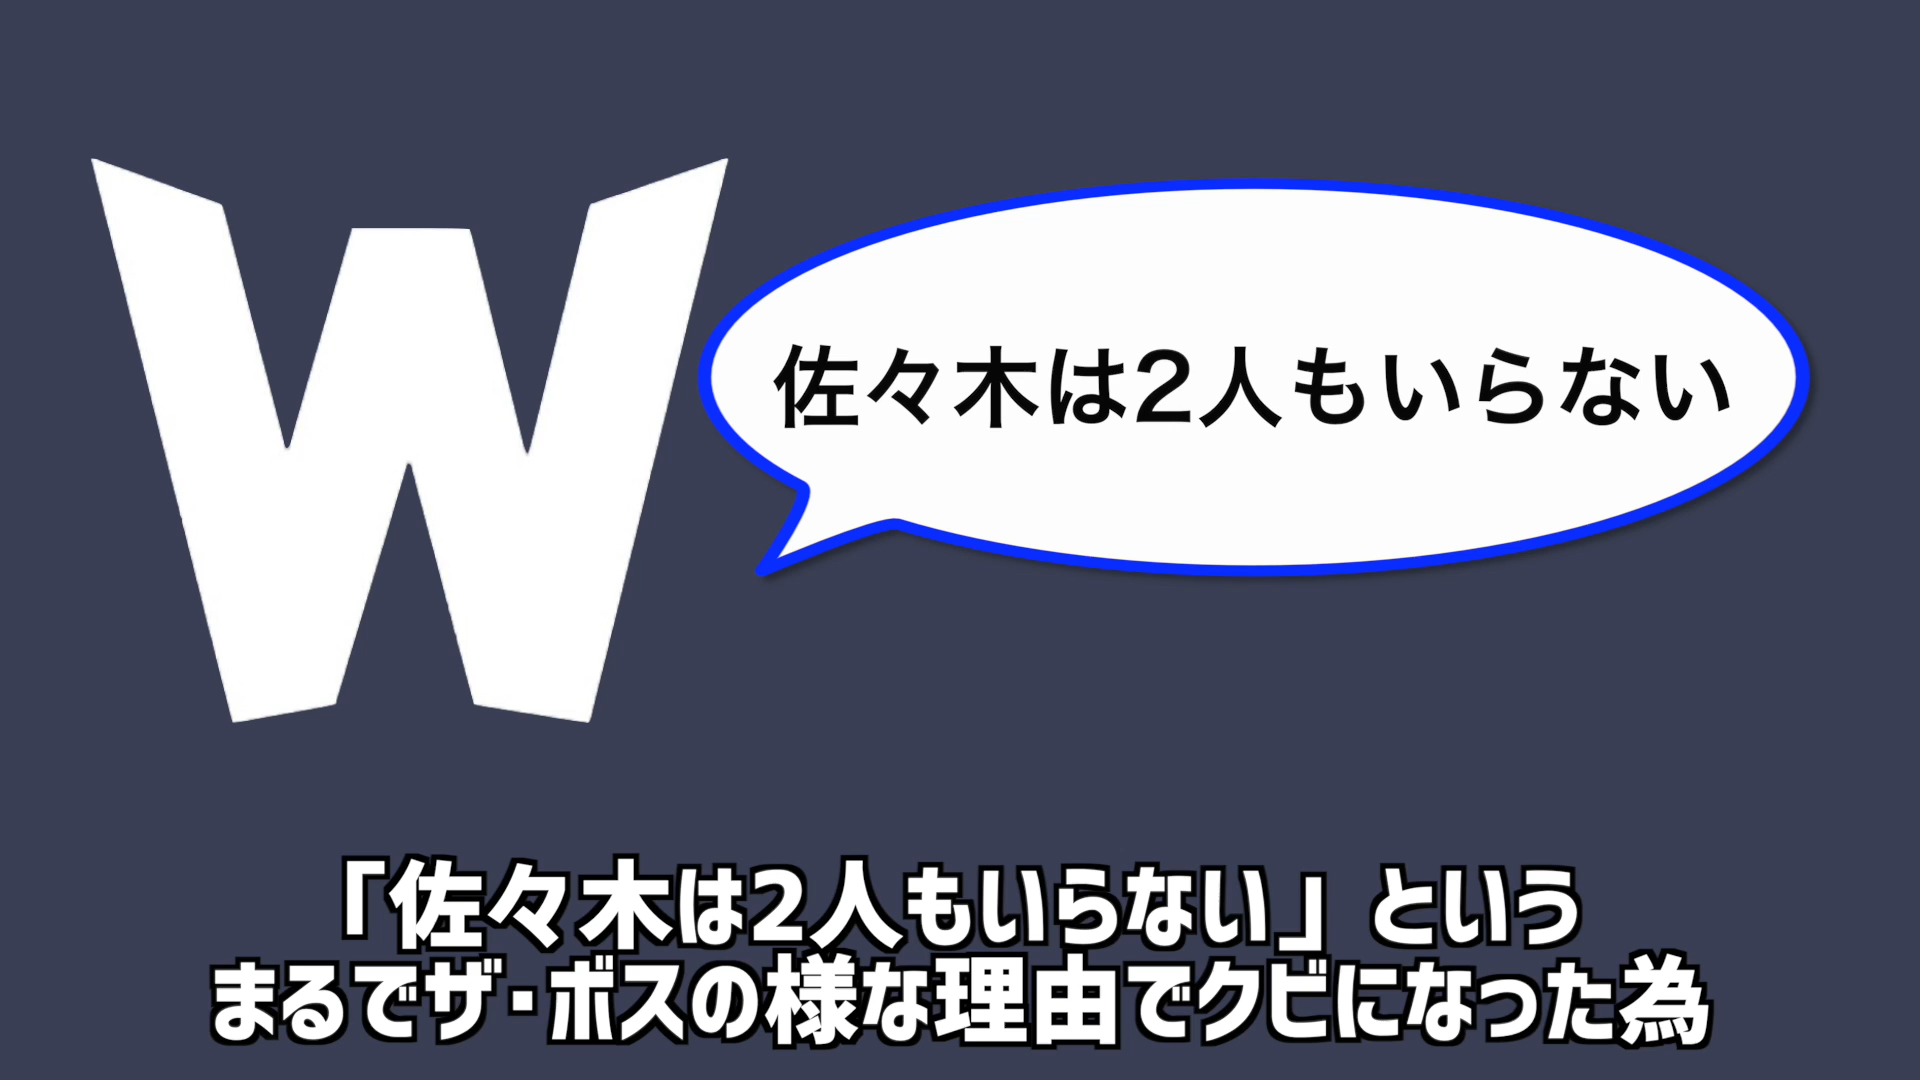 W
佐々木は2人もいらない
「佐々木は2人もいらない」という
まるでザ・ボスの様な理由でクビになった為